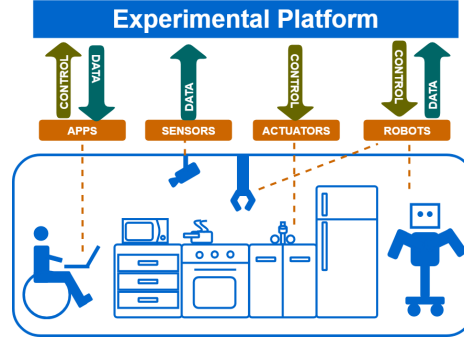 Experimental Platform
CONTROL
DATA
DATA
CONTROL
CONTROL
DATA
APPS
SENSORS
ACTUATORS
ROBOTS